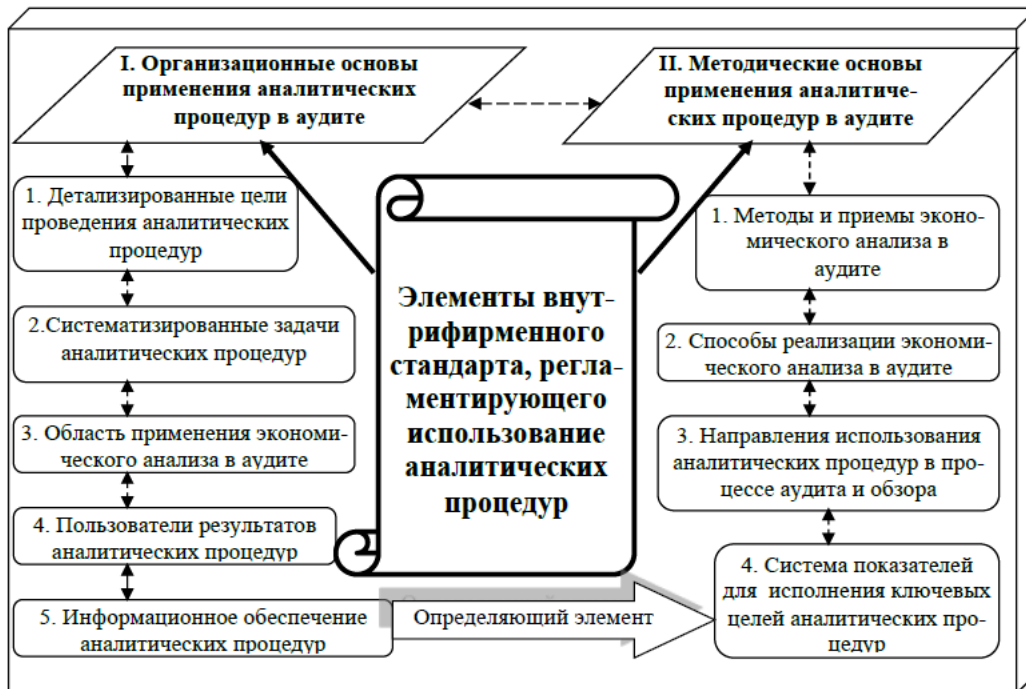 I. Организационные основы
применения аналитических
процедур в аудите
II. Методические основы
применения аналитиче-
ских процедур в аудите
1. Детализированные цели
проведения аналитических
процедур
2.Систематизированные задачи
аналитических процедур
3. Область применения экономи-
ческого анализа в аудите
4. Пользователи результатов
аналитических процедур
5. Информационное обеспечение
аналитических процедур
Элементы внут-
рифирменного
стандарта, регла-
ментирующего
использование
аналитических
процедур
Определяющий элемент
1. Методы и приемы эконо-
мического анализа в
аудите
2. Способы реализации экономи-
ческого анализа в аудите
3. Направления использования
аналитических процедур в про-
цессе аудита и обзора
4. Система показателей
для исполнения ключевых
целей аналитических про-
цедур